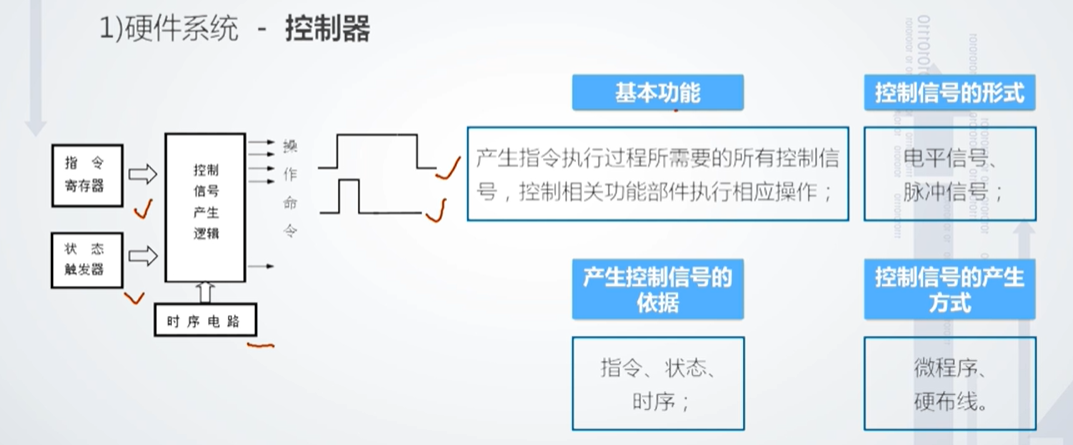 1)硬件系统 - 控制器
指 令
寄存器
状 态
触发器
控制
信号
产生
逻辑
时序电路
操
作
命
令
基本功能
产生指令执行过程所需要的所有控制信
号，控制相关功能部件执行相应操作；
控制信号的形式
电平信号、
脉冲信号；
产生控制信号的
依据
指令、状态、
时序；
控制信号的产生
方式
微程序、
硬布线。